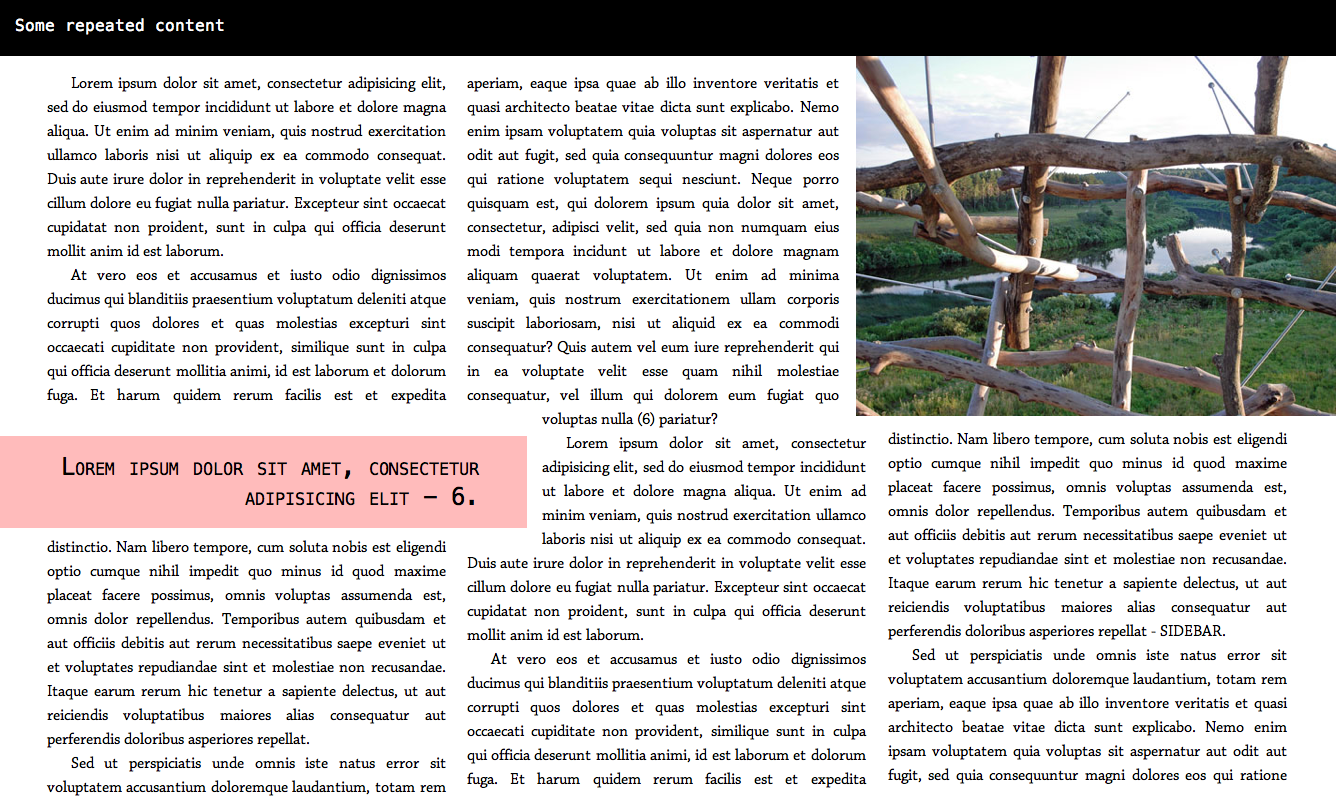 Some repeated content
Lorem ipsum dolor sit amet, consectetur adipisicing elit,
sed do eiusmod tempor incididunt ut labore et dolore magna
aliqua. Ut enim ad minim veniam, quis nostrud exercitation
ullamco laboris nisi ut aliquip ex ea commodo consequat.
Duis aute irure dolor in reprehenderit in voluptate velit esse
cillum dolore eu fugiat nulla pariatur. Excepteur sint occaecat
cupidatat non proident, sunt in culpa qui officia deserunt
mollit anim id est laborum.
At vero eos et accusamus et iusto odio dignissimos
ducimus qui blanditiis praesentium voluptatum deleniti atque
corrupti quos dolores et quas molestias excepturi sint
occaecati cupiditate non provident, similique sunt in culpa
qui officia deserunt mollitia animi, id est laborum et dolorum
fuga. Et harum quidem rerum facilis est et expedita
Lorem ipsum dolor sit amet, consectetur
adipisicing elit – 6.
distinctio. Nam libero tempore, cum soluta nobis est eligendi
optio cumque nihil impedit quo minus id quod maxime
placeat facere possimus, omnis voluptas assumenda est,
omnis dolor repellendus. Temporibus autem quibusdam et
aut officiis debitis aut rerum necessitatibus saepe eveniet ut
et voluptates repudiandae sint et molestiae non recusandae.
Itaque earum rerum hic tenetur a sapiente delectus, ut aut
reiciendis voluptatibus maiores alias consequatur aut
perferendis doloribus asperiores repellat.
Sed ut perspiciatis unde omnis iste natus error sit
voluptatem accusantium doloremque laudantium, totam rem
aperiam, eaque ipsa quae ab illo inventore veritatis et
quasi architecto beatae vitae dicta sunt explicabo. Nemo
enim ipsam voluptatem quia voluptas sit aspernatur aut
odit aut fugit, sed quia consequuntur magni dolores eos
qui ratione voluptatem sequi nesciunt. Neque porro
quisquam est, qui dolorem ipsum quia dolor sit amet,
consectetur, adipisci velit, sed quia non numquam eius
modi tempora incidunt ut labore et dolore magnam
aliquam quaerat voluptatem. Ut enim ad minima
veniam, quis nostrum exercitationem ullam corporis
suscipit laboriosam, nisi ut aliquid ex ea commodi
consequatur? Quis autem vel eum iure reprehenderit qui
in ea voluptate velit esse quam nihil molestiae
consequatur, vel illum qui dolorem eum fugiat quo
voluptas nulla (6) pariatur?
Lorem ipsum dolor sit amet, consectetur
adipisicing elit, sed do eiusmod tempor incididunt
ut labore et dolore magna aliqua. Ut enim ad
minim veniam, quis nostrud exercitation ullamco
laboris nisi ut aliquip ex ea commodo consequat.
Duis aute irure dolor in reprehenderit in voluptate velit esse
cillum dolore eu fugiat nulla pariatur. Excepteur sint occaecat
cupidatat non proident, sunt in culpa qui officia deserunt
mollit anim id est laborum.
At vero eos et accusamus et iusto odio dignissimos
ducimus qui blanditiis praesentium voluptatum deleniti atque
corrupti quos dolores et quas molestias excepturi sint
occaecati cupiditate non provident, similique sunt in culpa
qui officia deserunt mollitia animi, id est laborum et dolorum
fuga. Et harum quidem rerum facilis est et expedita
distinctio. Nam libero tempore, cum soluta nobis est eligendi
optio cumque nihil impedit quo minus id quod maxime
placeat facere possimus, omnis voluptas assumenda est,
omnis dolor repellendus. Temporibus autem quibusdam et
aut officiis debitis aut rerum necessitatibus saepe eveniet ut
et voluptates repudiandae sint et molestiae non recusandae.
Itaque earum rerum hic tenetur a sapiente delectus, ut aut
reiciendis voluptatibus maiores alias consequatur aut
perferendis doloribus asperiores repellat - SIDEBAR.
Sed ut perspiciatis unde omnis iste natus error sit
voluptatem accusantium doloremque laudantium, totam rem
aperiam, eaque ipsa quae ab illo inventore veritatis et quasi
architecto beatae vitae dicta sunt explicabo. Nemo enim
ipsam voluptatem quia voluptas sit aspernatur aut odit aut
fugit, sed quia consequuntur magni dolores eos qui ratione